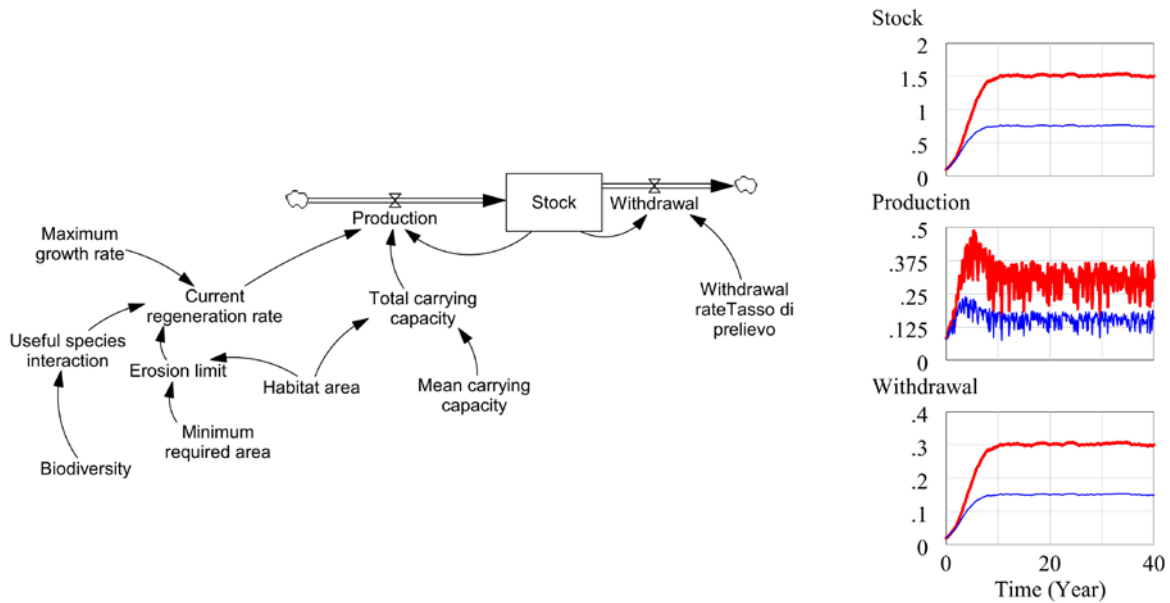 Stock
Withdrawal
Production
Maximum
growth rate
Current
regeneration rate
Total carrying
capacity
Withdrawal
rateTasso di
prelievo
Useful species
interaction
Erosion limit
Habitat area
Mean carrying
capacity
Minimum
required area
Biodiversity
Stock
2
1.5
1
.5
0
Production
.5
.375
.25
.125
0
Withdrawal
.4
.3
.2
.1
0
0 20 40
Time (Year)